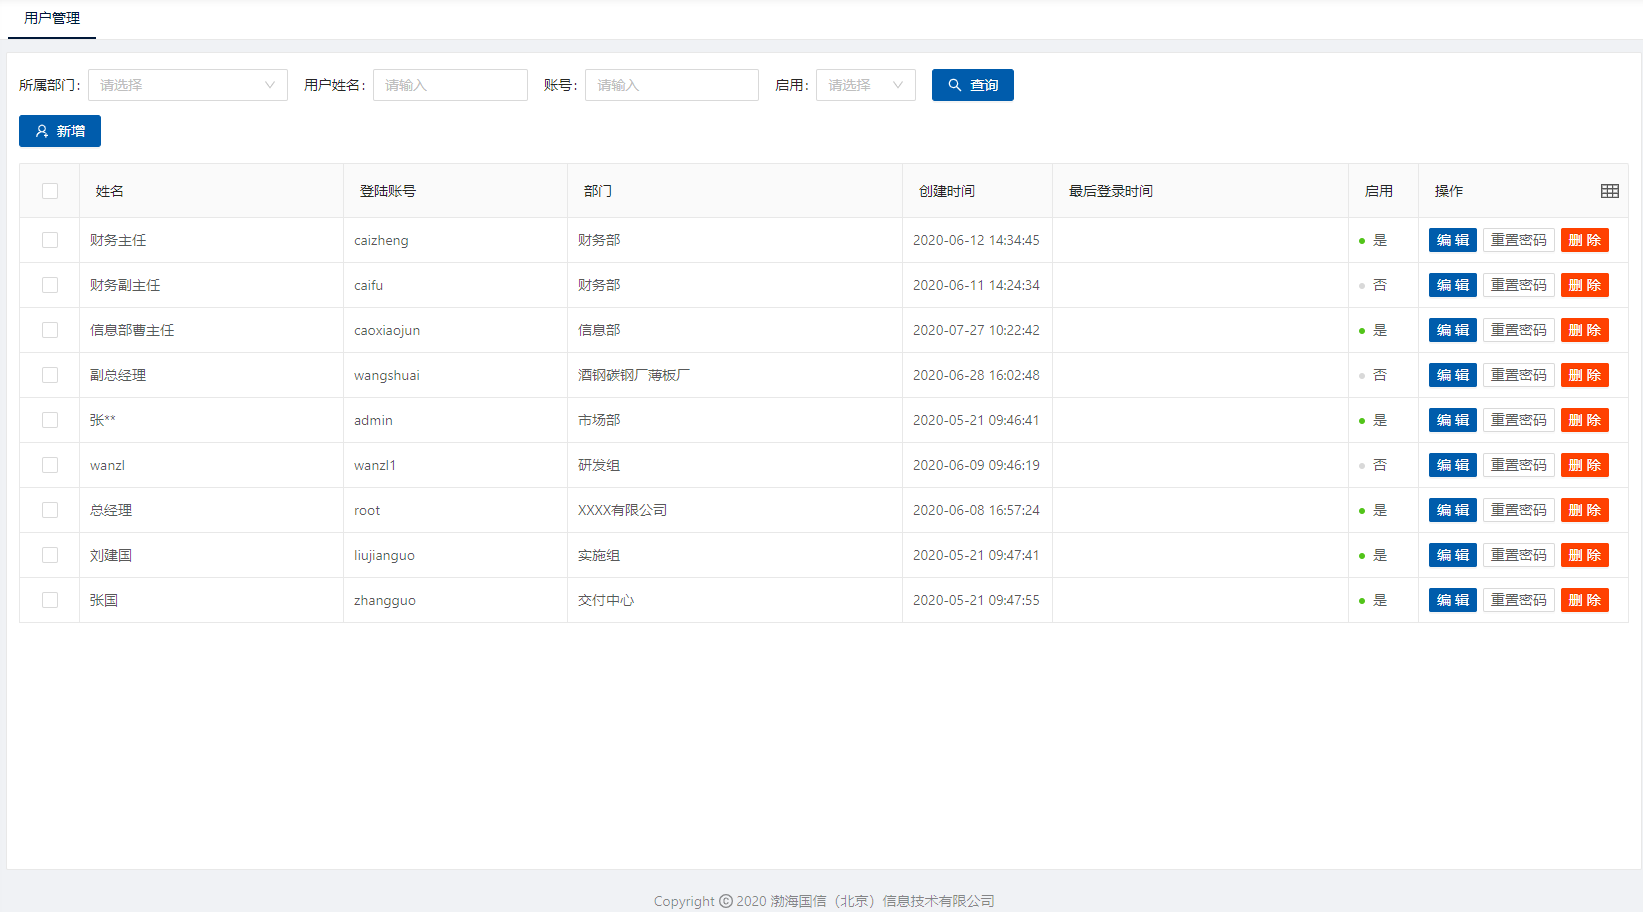 用户管理
所属部门: 请选择 用户姓名: 请输入 账号: 请输入 启用: 请选择 查询
新增
姓名 登陆账号 部门 创建时间 最后登录时间 启用 操作
财务主任 caizheng 财务部 2020-06-12 14:34:45 是 编 辑 重置密码 删 除
财务副主任 caifu 财务部 2020-06-11 14:24:34 否 编 辑 重置密码 删 除
信息部曹主任 caoxiaojun 信息部 2020-07-27 10:22:42 是 编 辑 重置密码 删 除
副总经理 wangshuai 酒钢碳钢厂薄板厂 2020-06-28 16:02:48 否 编 辑 重置密码 删 除
张** admin 市场部 2020-05-21 09:46:41 是 编 辑 重置密码 删 除
wanzl wanzl1 研发组 2020-06-09 09:46:19 否 编 辑 重置密码 删 除
总经理 root XXXX有限公司 2020-06-08 16:57:24 是 编 辑 重置密码 删 除
刘建国 liujianguo 实施组 2020-05-21 09:47:41 是 编 辑 重置密码 删 除
张国 zhangguo 交付中心 2020-05-21 09:47:55 是 编 辑 重置密码 删 除
Copyright © 2020 渤海国信（北京）信息技术有限公司